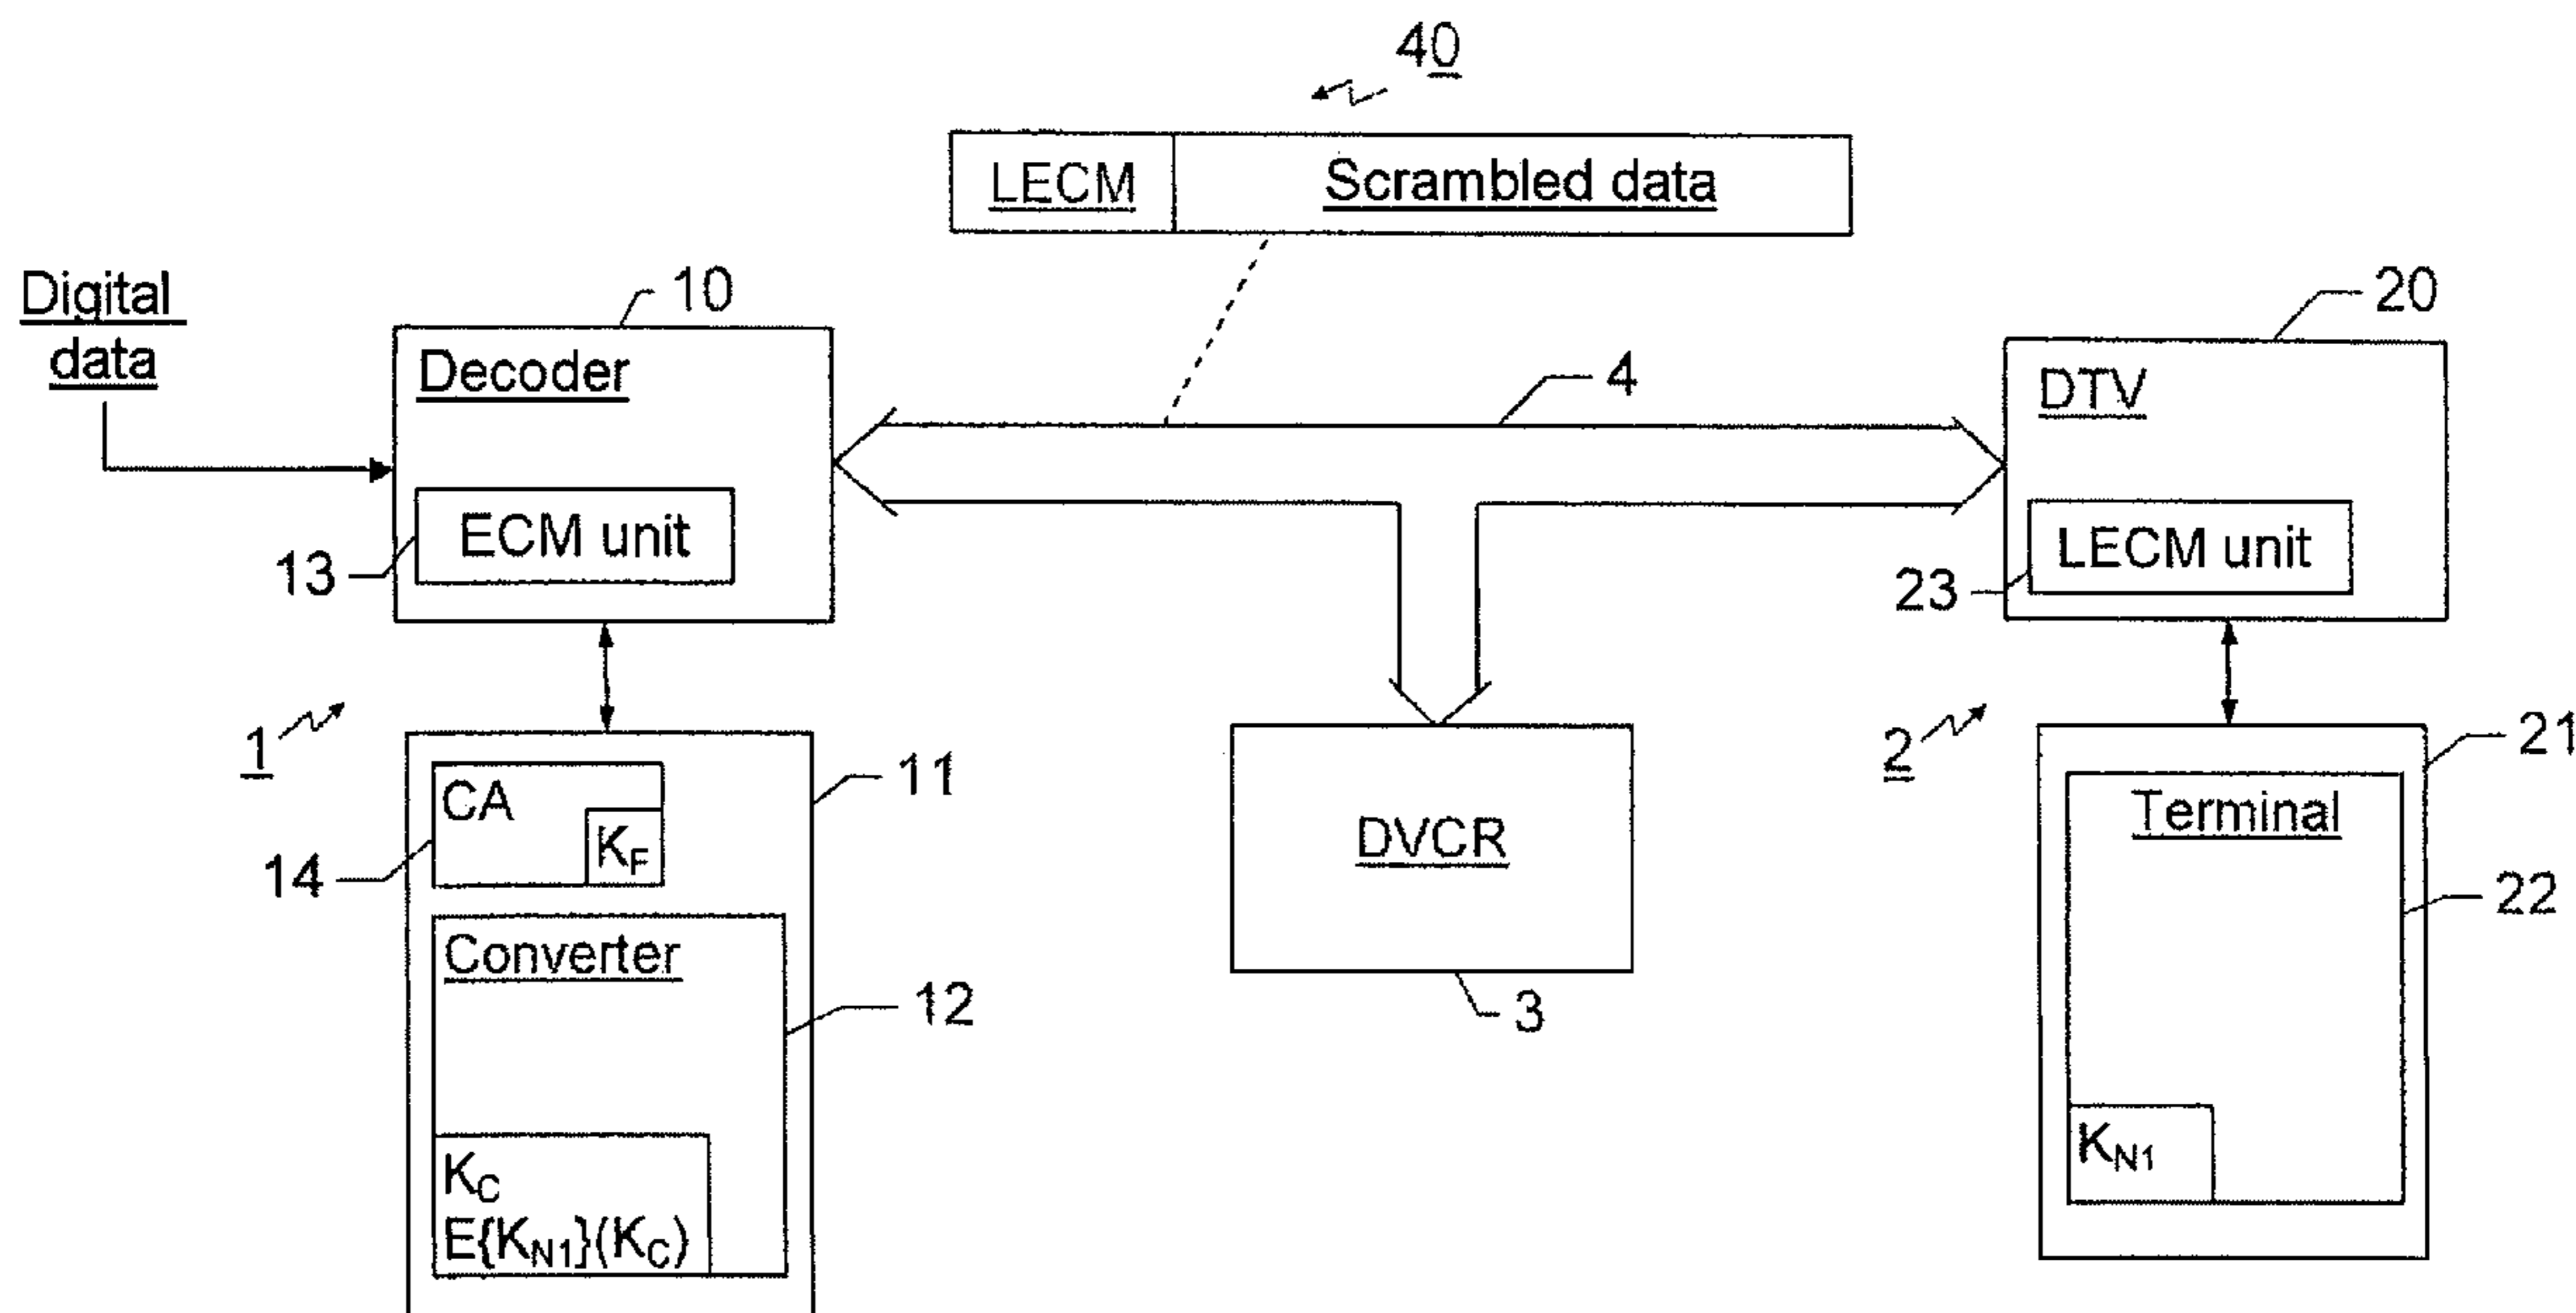 40
LECM Scrambled data
Digital
data
10
Decoder
ECM unit
13
4
20
DTV
LECM unit
23
1
11
CA
K_F
14
Converter
12
K_C
E{K_N1}(K_C)
DVCR
3
2
21
Terminal
22
K_N1